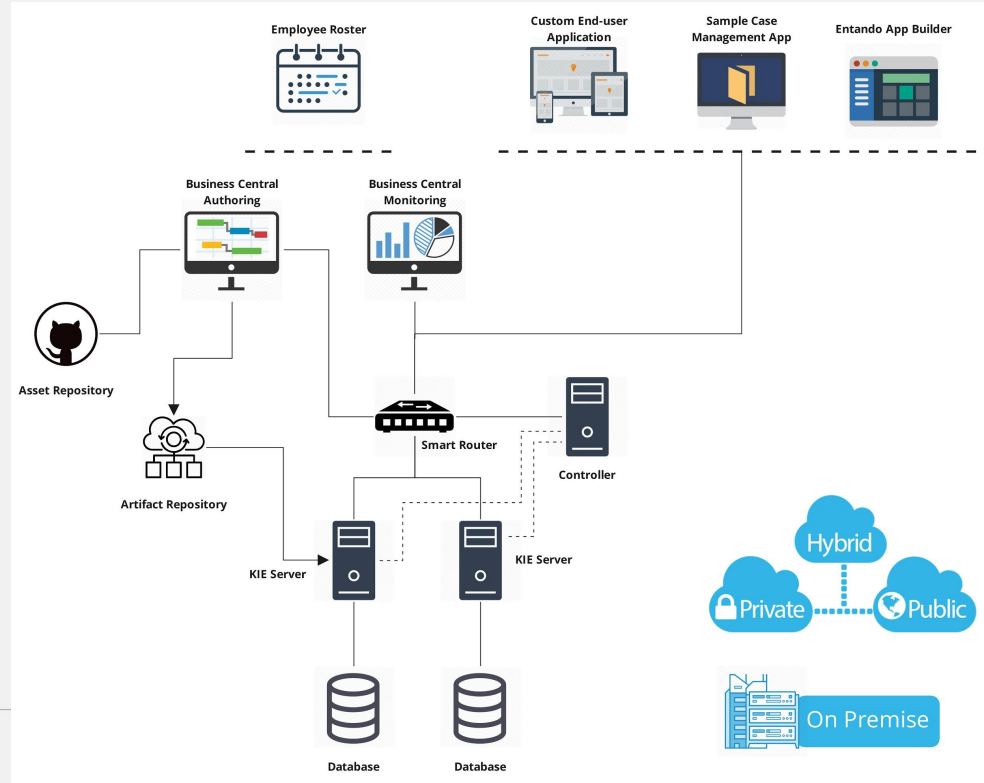 Employee Roster
Custom End-user
Application
Sample Case
Management App
Entando App Builder
Business Central
Authoring
Business Central
Monitoring
Asset Repository
Smart Router
Controller
Artifact Repository
KIE Server
KIE Server
Hybrid
Private
Public
On Premise
Database
Database